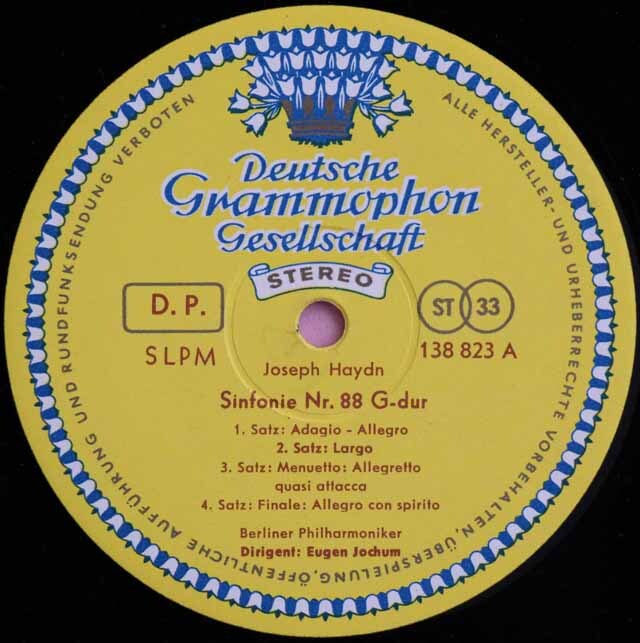 Deutsche
Grammophon
Gesellschaft
STEREO
D. P.
SLPM
ST 33
138 823 A
Joseph Haydn
Sinfonie Nr. 88 G-dur
1. Satz: Adagio - Allegro
2. Satz: Largo
3. Satz: Menuetto: Allegretto
quasi attacca
4. Satz: Finale: Allegro con spirito
Berliner Philharmoniker
Dirigent: Eugen Jochum
ALLE HERSTELLER- UND URHEBERRECHTE VORBEHALTEN, ÜBERSPIELUNG, ÖFFENTLICHE AUFFÜHRUNG UND RUNDFUNKSENDUNG VERBOTEN